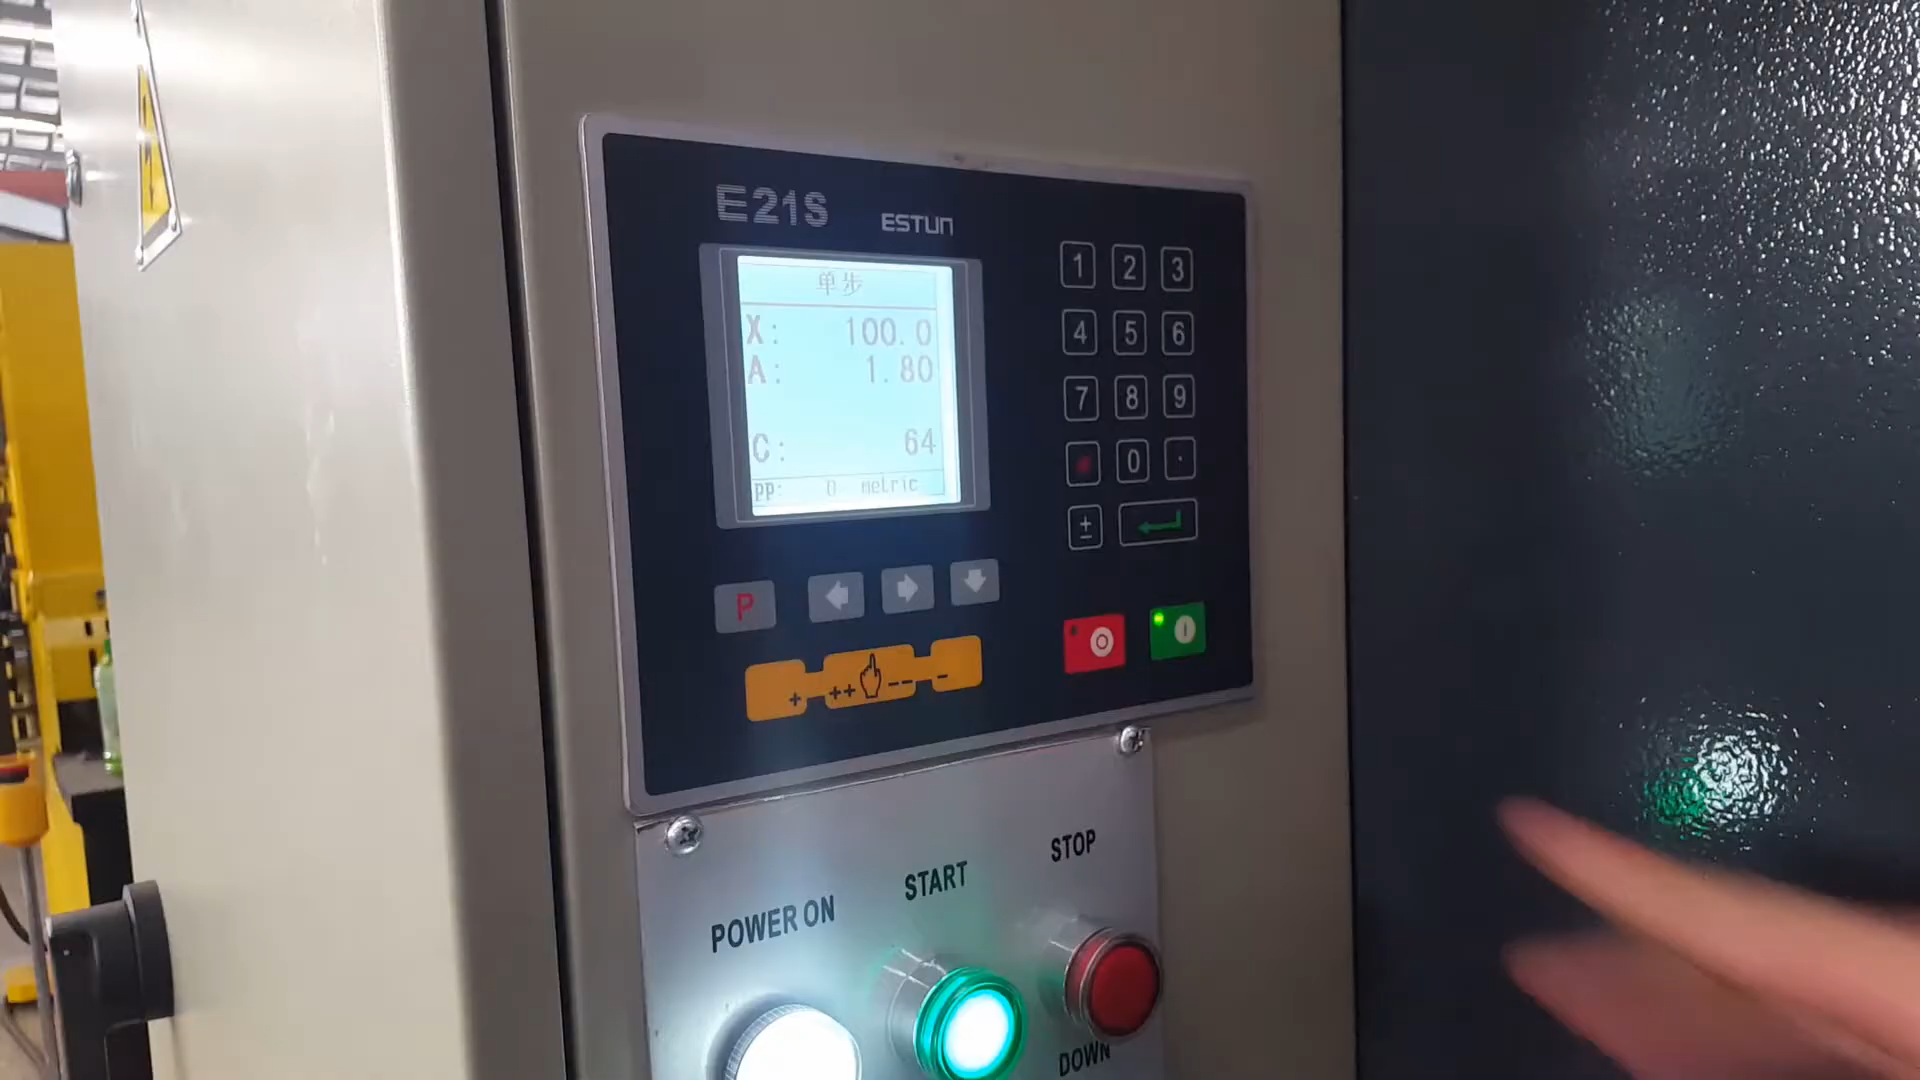 E21S
ESTUN
单步
X: 100.0
A: 1.80
C: 64
PP: 0 metric
1 2 3
4 5 6
7 8 9
0 .
±
P
+ ++ -- -
POWER ON
START
STOP
DOWN